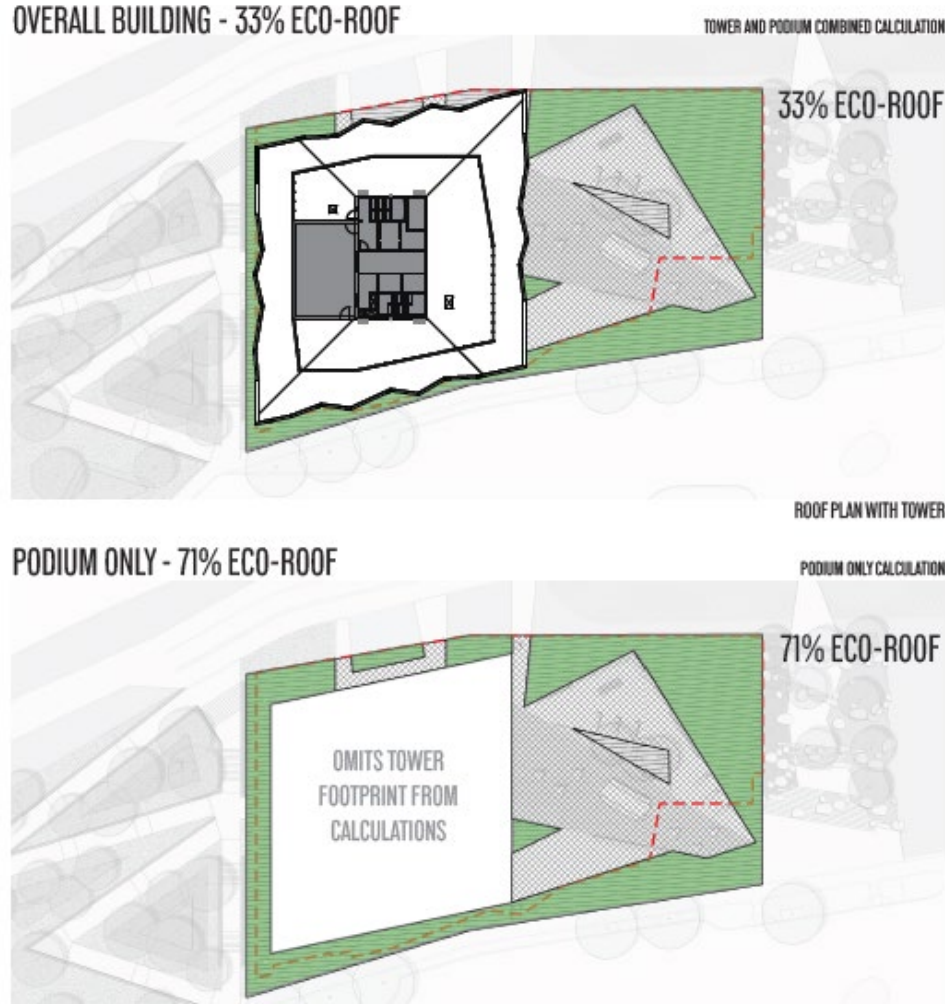 OVERALL BUILDING - 33% ECO-ROOF
TOWER AND PODIUM COMBINED CALCULATION
33% ECO-ROOF
ROOF PLAN WITH TOWER
PODIUM ONLY - 71% ECO-ROOF
PODIUM ONLY CALCULATION
71% ECO-ROOF
OMITS TOWER
FOOTPRINT FROM
CALCULATIONS